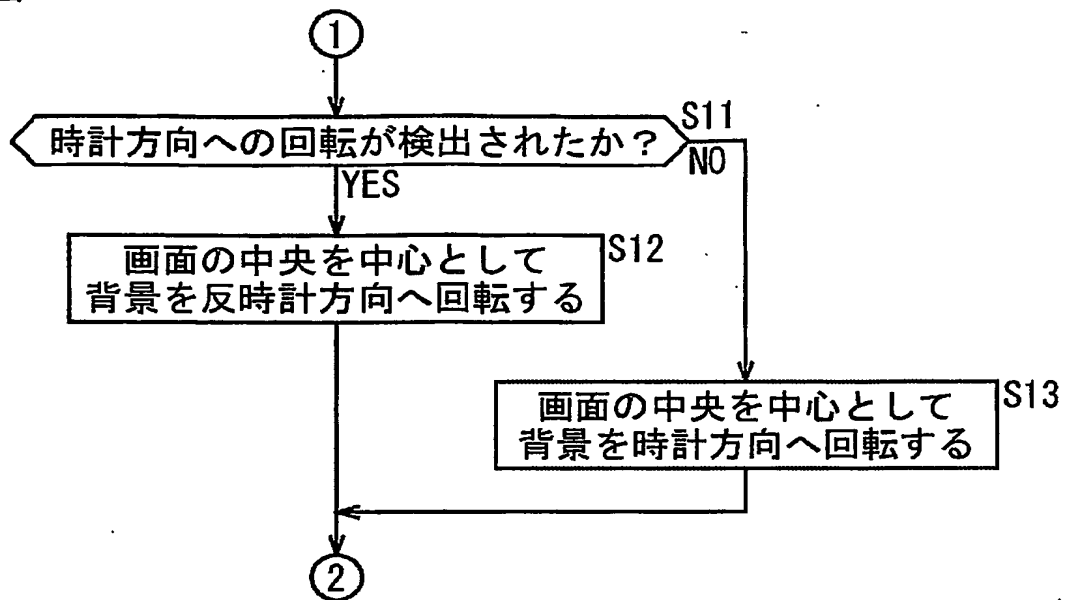 1
時計方向への回転が検出されたか?
S11
NO
YES
画面の中央を中心として
背景を反時計方向へ回転する
S12
画面の中央を中心として
背景を時計方向へ回転する
S13
2